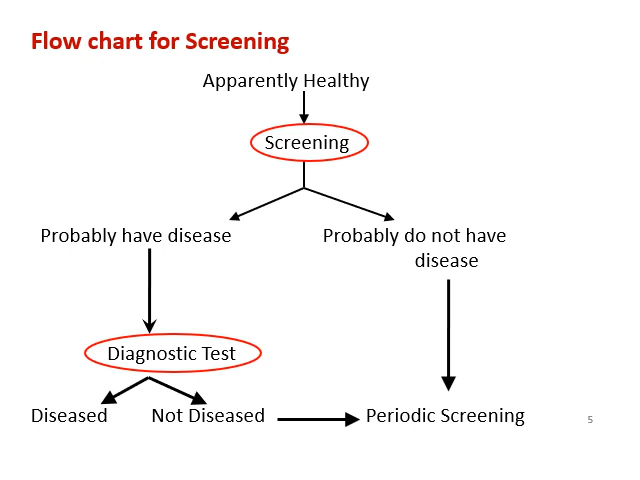 Flow chart for Screening
Apparently Healthy
Screening
Probably have disease
Probably do not have
disease
Diagnostic Test
Diseased
Not Diseased
Periodic Screening
5